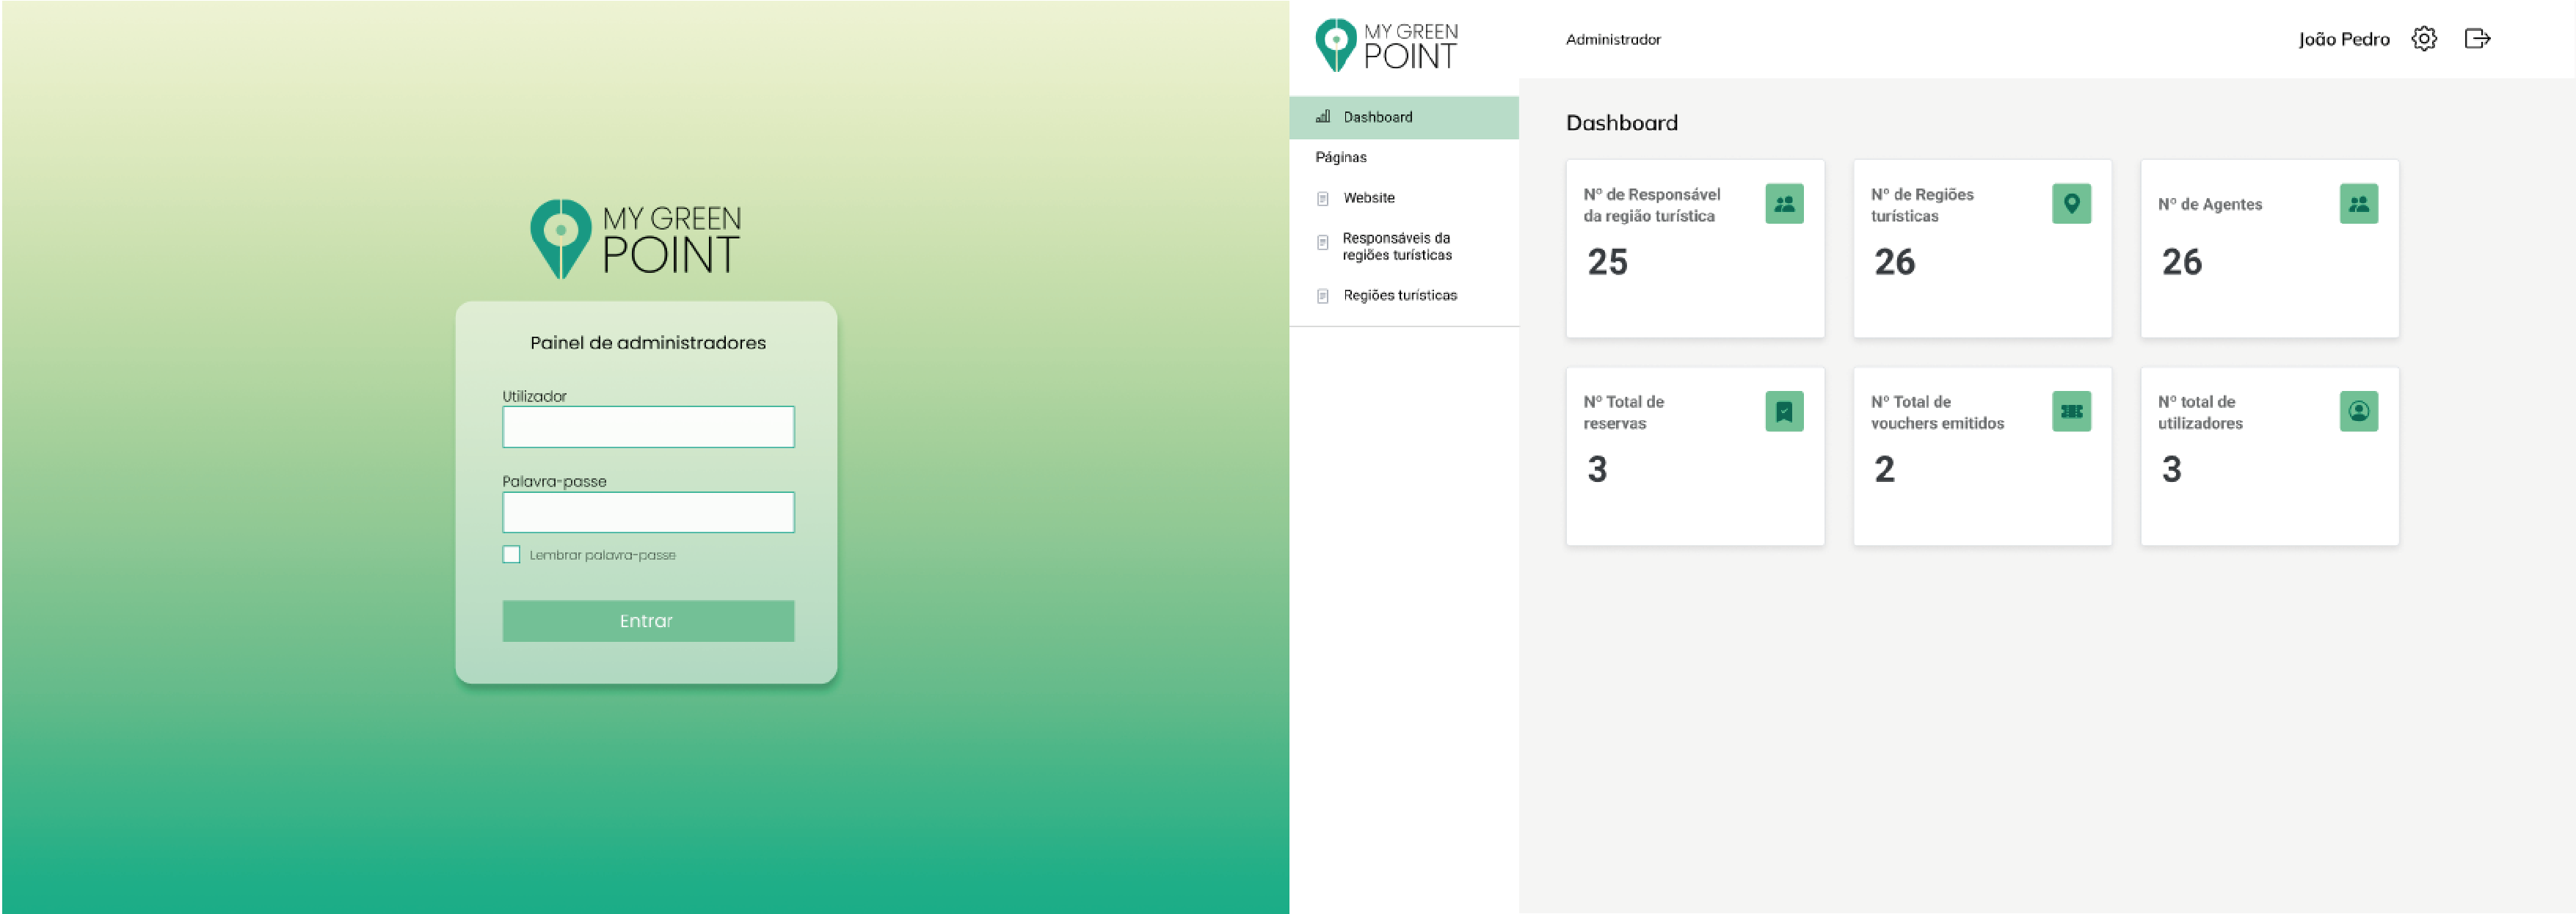 MY GREEN
POINT
Painel de administradores
Utilizador
Palavra-passe
Lembrar palavra-passe
Entrar
MY GREEN
POINT
Administrador
João Pedro
Dashboard
Páginas
Website
Responsáveis da
regiões turísticas
Regiões turísticas
Dashboard
Nº de Responsável
da região turística
25
Nº de Regiões
turísticas
26
Nº de Agentes
26
Nº Total de
reservas
3
Nº Total de
vouchers emitidos
2
Nº total de
utilizadores
3